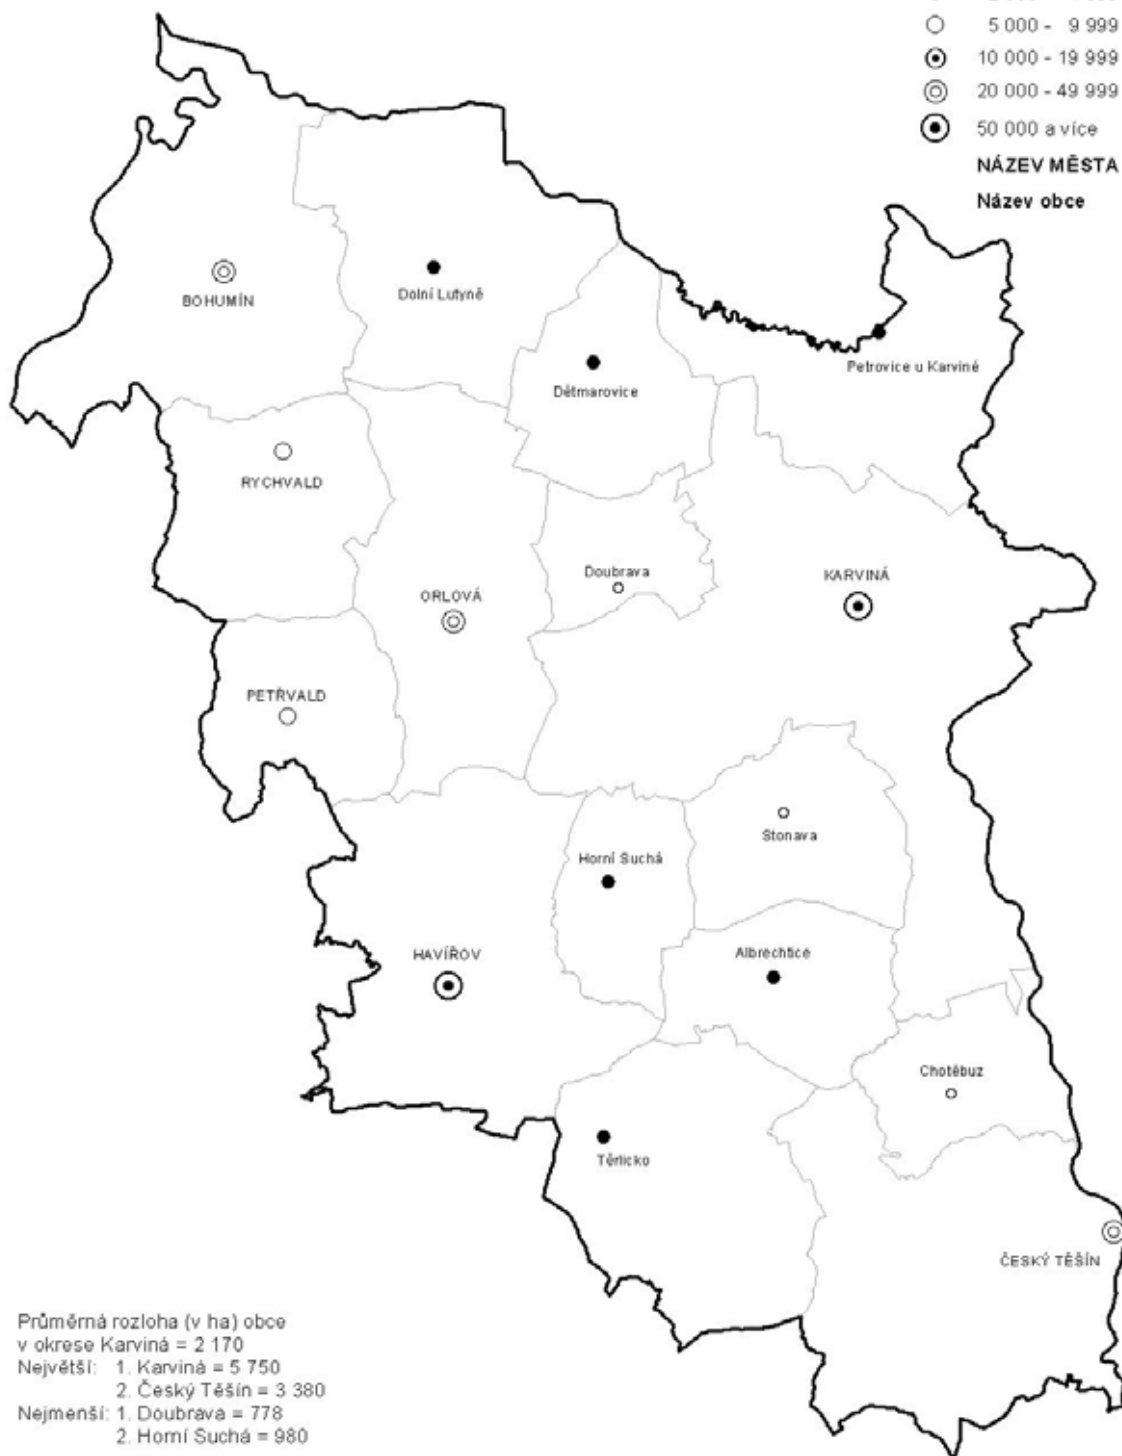 5 000 - 9 999
10 000 - 19 999
20 000 - 49 999
50 000 a více
NÁZEV MĚSTA
Název obce
BOHUMÍN
Dolní Lutyně
Dětmarovice
Petrovice u Karviné
RYCHVALD
Doubrava
KARVINÁ
ORLOVÁ
PETŘVALD
Stonava
Horní Suchá
HAVÍŘOV
Albrechtice
Chotěbuz
Těrlicko
ČESKÝ TĚŠÍN
Průměrná rozloha (v ha) obce
v okrese Karviná = 2 170
Největší: 1. Karviná = 5 750
2. Český Těšín = 3 380
Nejmenší: 1. Doubrava = 778
2. Horní Suchá = 980